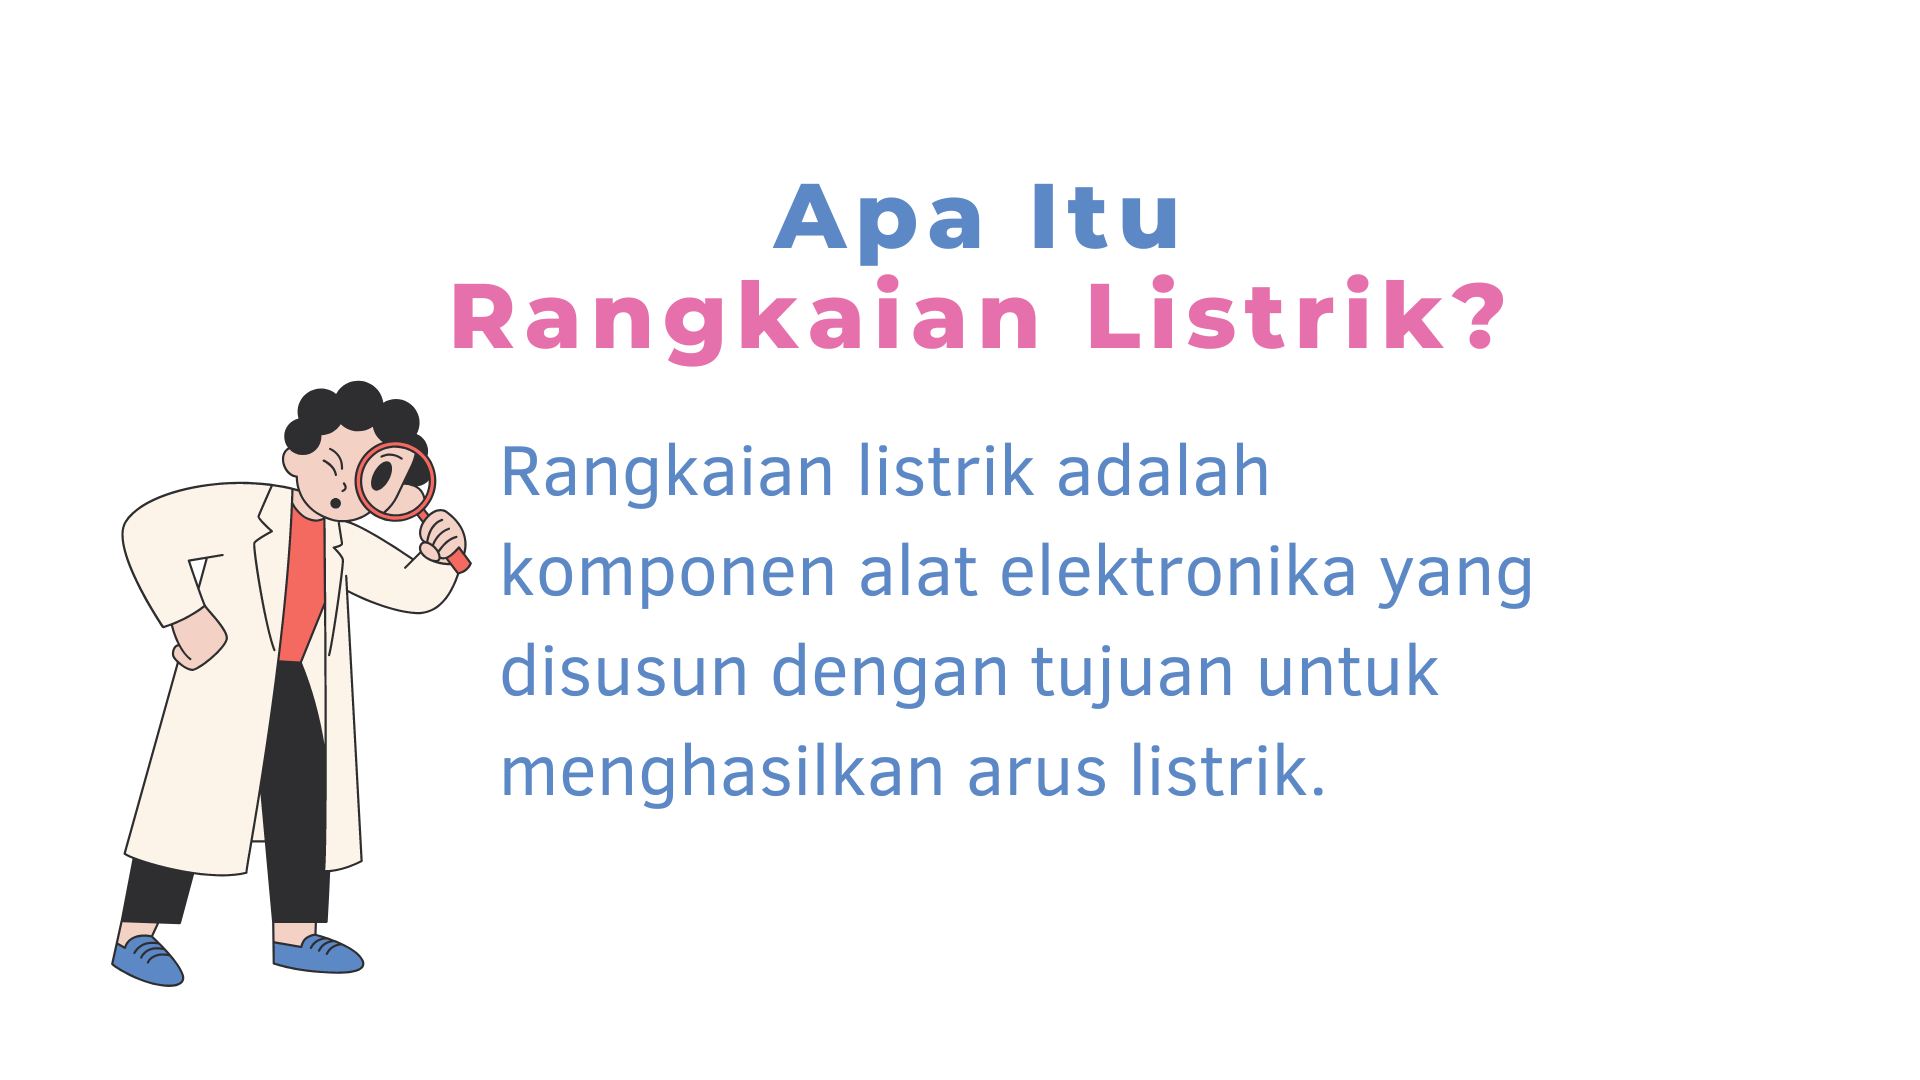 Apa Itu
Rangkaian Listrik?
Rangkaian listrik adalah
komponen alat elektronika yang
disusun dengan tujuan untuk
menghasilkan arus listrik.